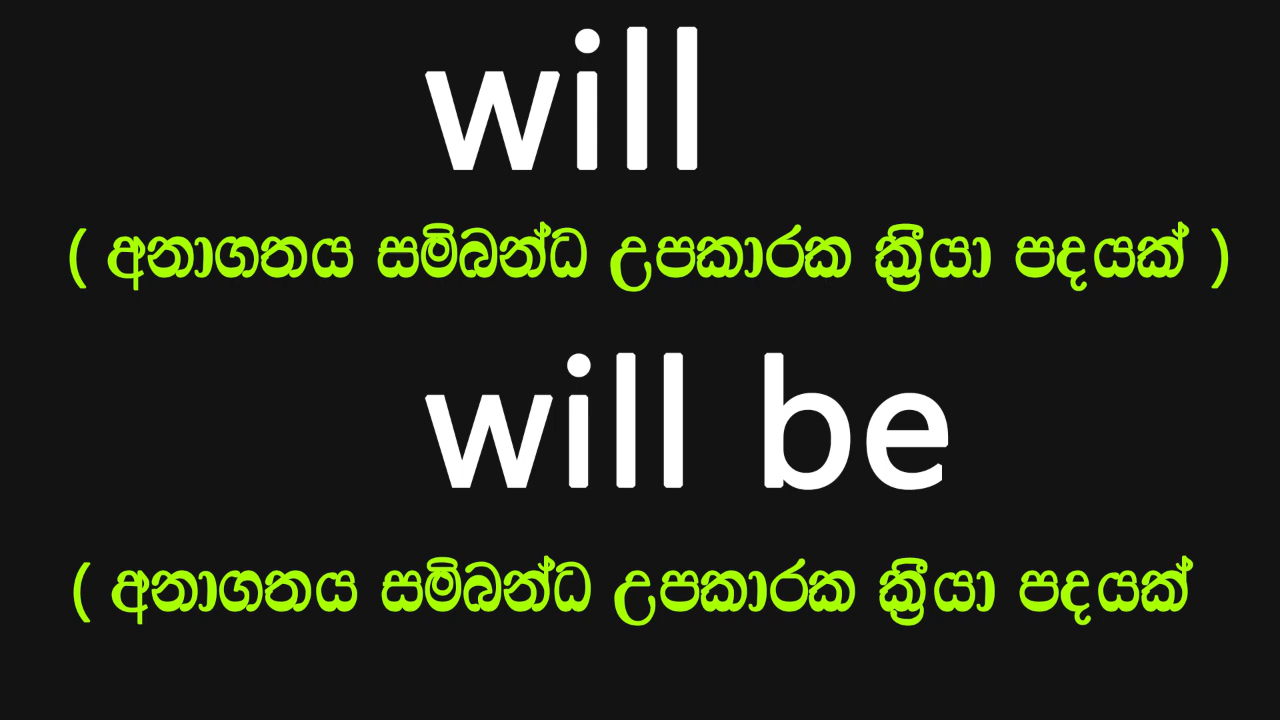 will
( අනාගතය සම්බන්ධ උපකාරක ක්‍රීයා පදයක් )
will be
( අනාගතය සම්බන්ධ උපකාරක ක්‍රීයා පදයක්